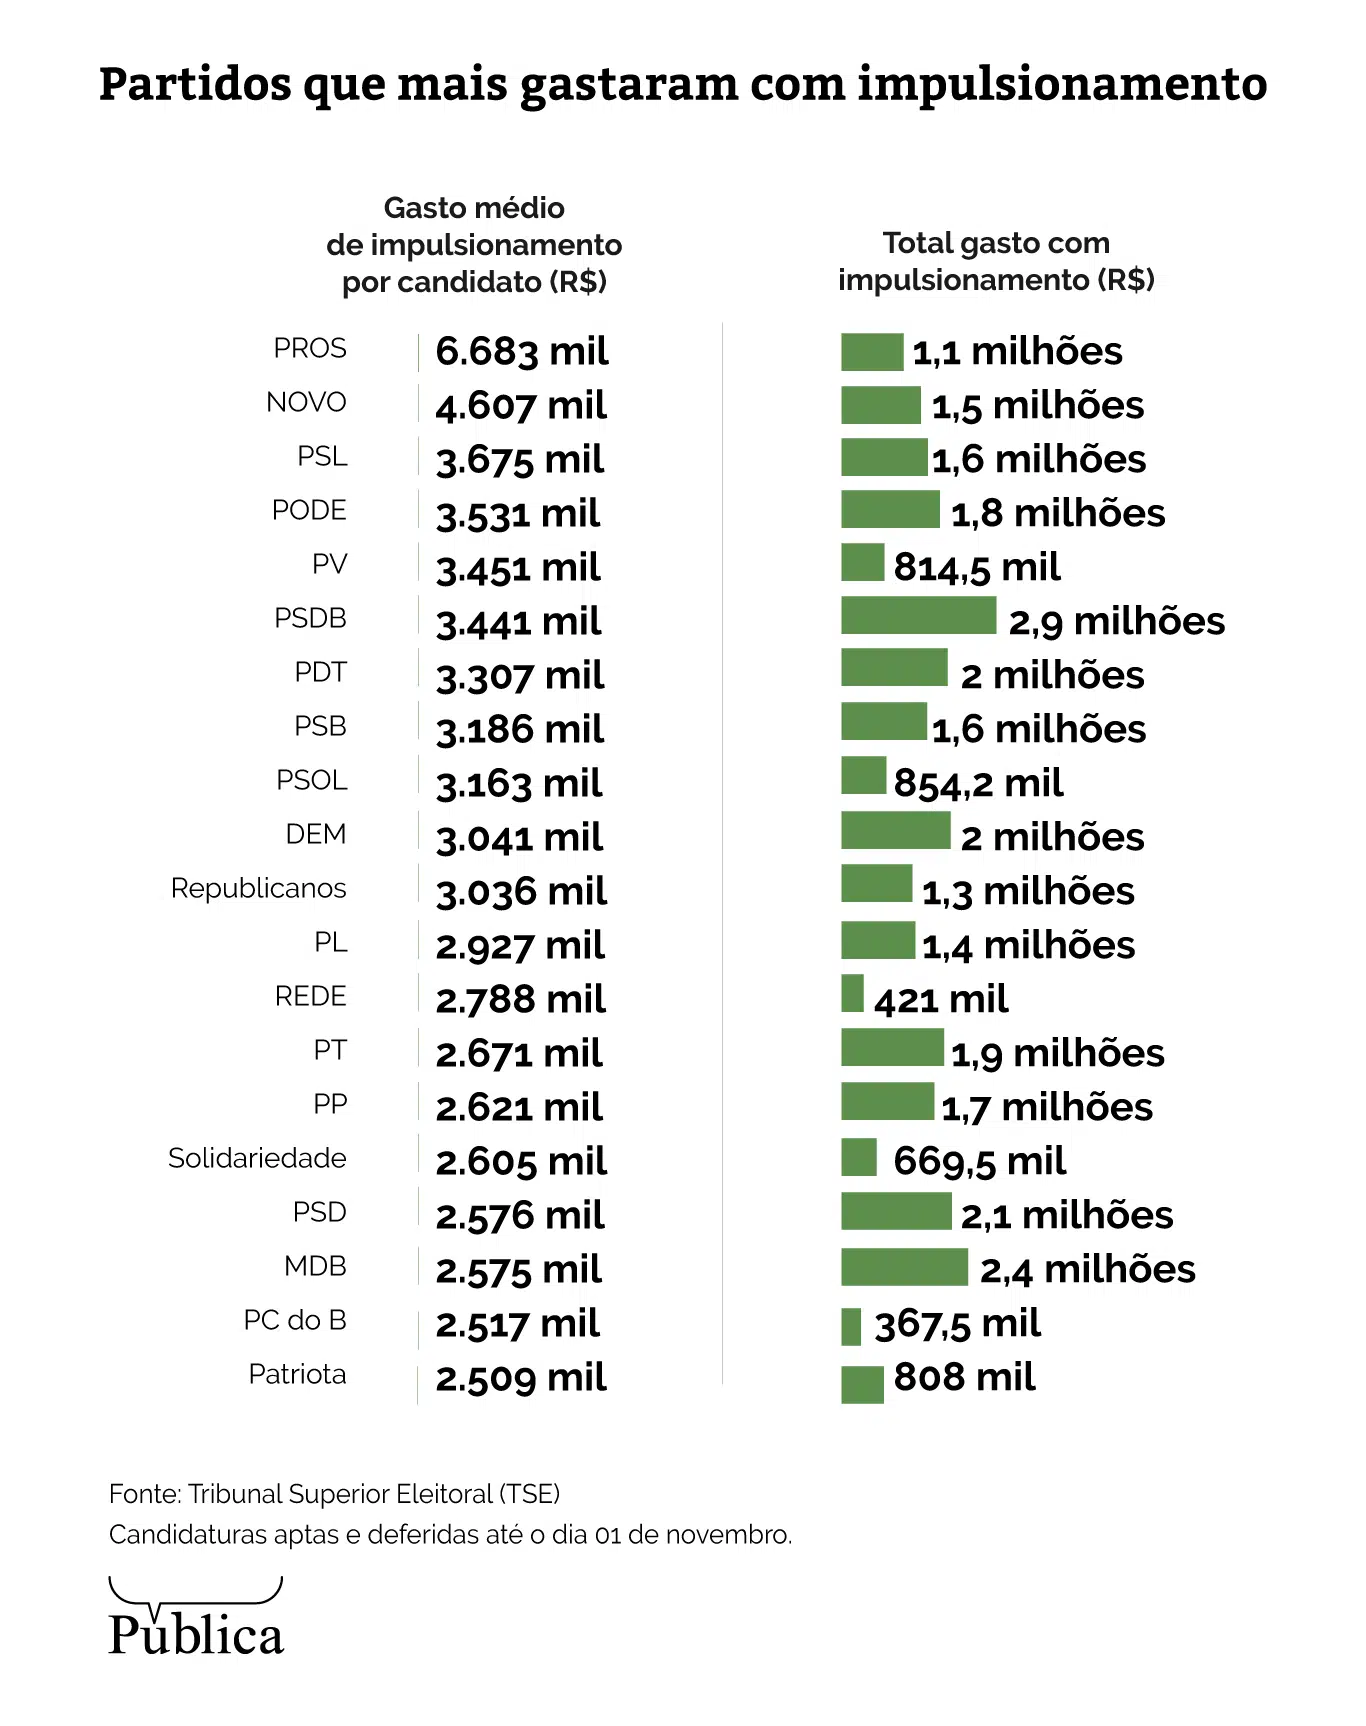 Partidos que mais gastaram com impulsionamento
Gasto médio
de impulsionamento
por candidato (R$)
Total gasto com
impulsionamento (R$)
PROS 6.683 mil 1,1 milhões
NOVO 4.607 mil 1,5 milhões
PSL 3.675 mil 1,6 milhões
PODE 3.531 mil 1,8 milhões
PV 3.451 mil 814,5 mil
PSDB 3.441 mil 2,9 milhões
PDT 3.307 mil 2 milhões
PSB 3.186 mil 1,6 milhões
PSOL 3.163 mil 854,2 mil
DEM 3.041 mil 2 milhões
Republicanos 3.036 mil 1,3 milhões
PL 2.927 mil 1,4 milhões
REDE 2.788 mil 421 mil
PT 2.671 mil 1,9 milhões
PP 2.621 mil 1,7 milhões
Solidariedade 2.605 mil 669,5 mil
PSD 2.576 mil 2,1 milhões
MDB 2.575 mil 2,4 milhões
PC do B 2.517 mil 367,5 mil
Patriota 2.509 mil 808 mil
Fonte: Tribunal Superior Eleitoral (TSE)
Candidaturas aptas e deferidas até o dia 01 de novembro.
Pública